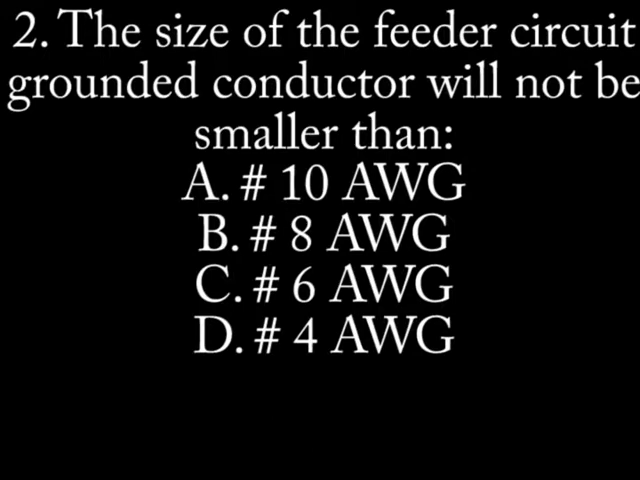 2. The size of the feeder circuit
grounded conductor will not be
smaller than:
A. # 10 AWG
B. # 8 AWG
C. # 6 AWG
D. # 4 AWG